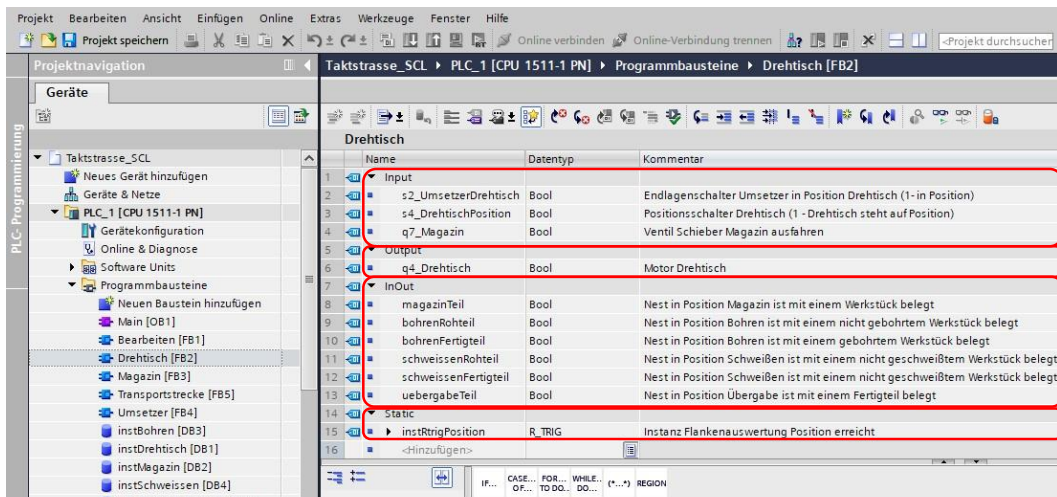 Projekt Bearbeiten Ansicht Einfügen Online Extras Werkzeuge Fenster Hilfe
Projekt speichern Online verbinden Online-Verbindung trennen <Projekt durchsucher
Projektnavigation
Taktstrasse_SCL PLC_1 [CPU 1511-1 PN] Programmbausteine Drehtisch [FB2]
Geräte
PLC- Programmierung
Taktstrasse_SCL
Neues Gerät hinzufügen
Geräte & Netze
PLC_1 [CPU 1511-1 PN]
Gerätekonfiguration
Online & Diagnose
Software Units
Programmbausteine
Neuen Baustein hinzufügen
Main [OB1]
Bearbeiten [FB1]
Drehtisch [FB2]
Magazin [FB3]
Transportstrecke [FB5]
Umsetzer [FB4]
instBohren [DB3]
instDrehtisch [DB1]
instMagazin [DB2]
instSchweissen [DB4]
Drehtisch
Name Datentyp Kommentar
1 Input
2 s2_UmsetzerDrehtisch Bool Endlagenschalter Umsetzer in Position Drehtisch (1- in Position)
3 s4_DrehtischPosition Bool Positionsschalter Drehtisch (1 - Drehtisch steht auf Position)
4 q7_Magazin Bool Ventil Schieber Magazin ausfahren
5 Output
6 q4_Drehtisch Bool Motor Drehtisch
7 InOut
8 magazinTeil Bool Nest in Position Magazin ist mit einem Werkstück belegt
9 bohrenRohteil Bool Nest in Position Bohren ist mit einem nicht gebohrtem Werkstück belegt
10 bohrenFertigteil Bool Nest in Position Bohren ist mit einem gebohrtem Werkstück belegt
11 schweissenRohteil Bool Nest in Position Schweißen ist mit einem nicht geschweißtem Werkstück belegt
12 schweissenFertigteil Bool Nest in Position Schweißen ist mit einem nicht geschweißtem Werkstück belegt
13 uebergabeTeil Bool Nest in Position Übergabe ist mit einem Fertigteil belegt
14 Static
15 instRtrigPosition R_TRIG Instanz Flankenauswertung Position erreicht
16 <Hinzufügen>
IF... CASE... OF... FOR... TO DO.. WHILE.. DO... (*...*) REGION